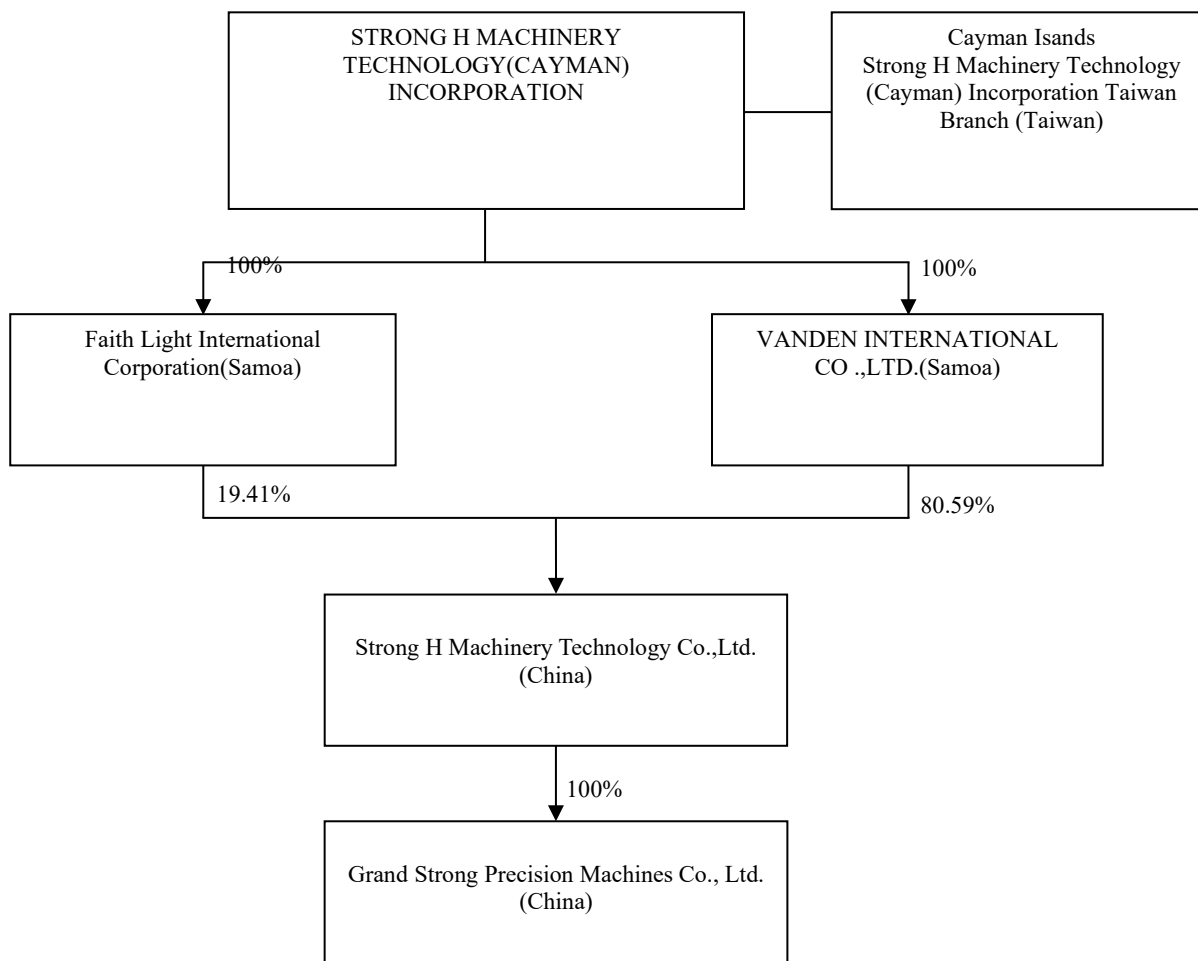 STRONG H MACHINERY
TECHNOLOGY(CAYMAN)
INCORPORATION
Cayman Isands
Strong H Machinery Technology
(Cayman) Incorporation Taiwan
Branch (Taiwan)
100%
100%
Faith Light International
Corporation(Samoa)
VANDEN INTERNATIONAL
CO .,LTD.(Samoa)
19.41%
80.59%
Strong H Machinery Technology Co.,Ltd.
(China)
100%
Grand Strong Precision Machines Co., Ltd.
(China)